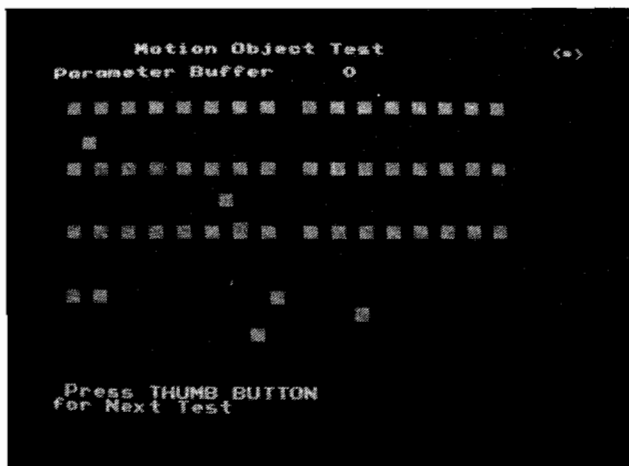 Motion Object Test
<=>
Parameter Buffer 0
Press THUMB BUTTON
for Next Test